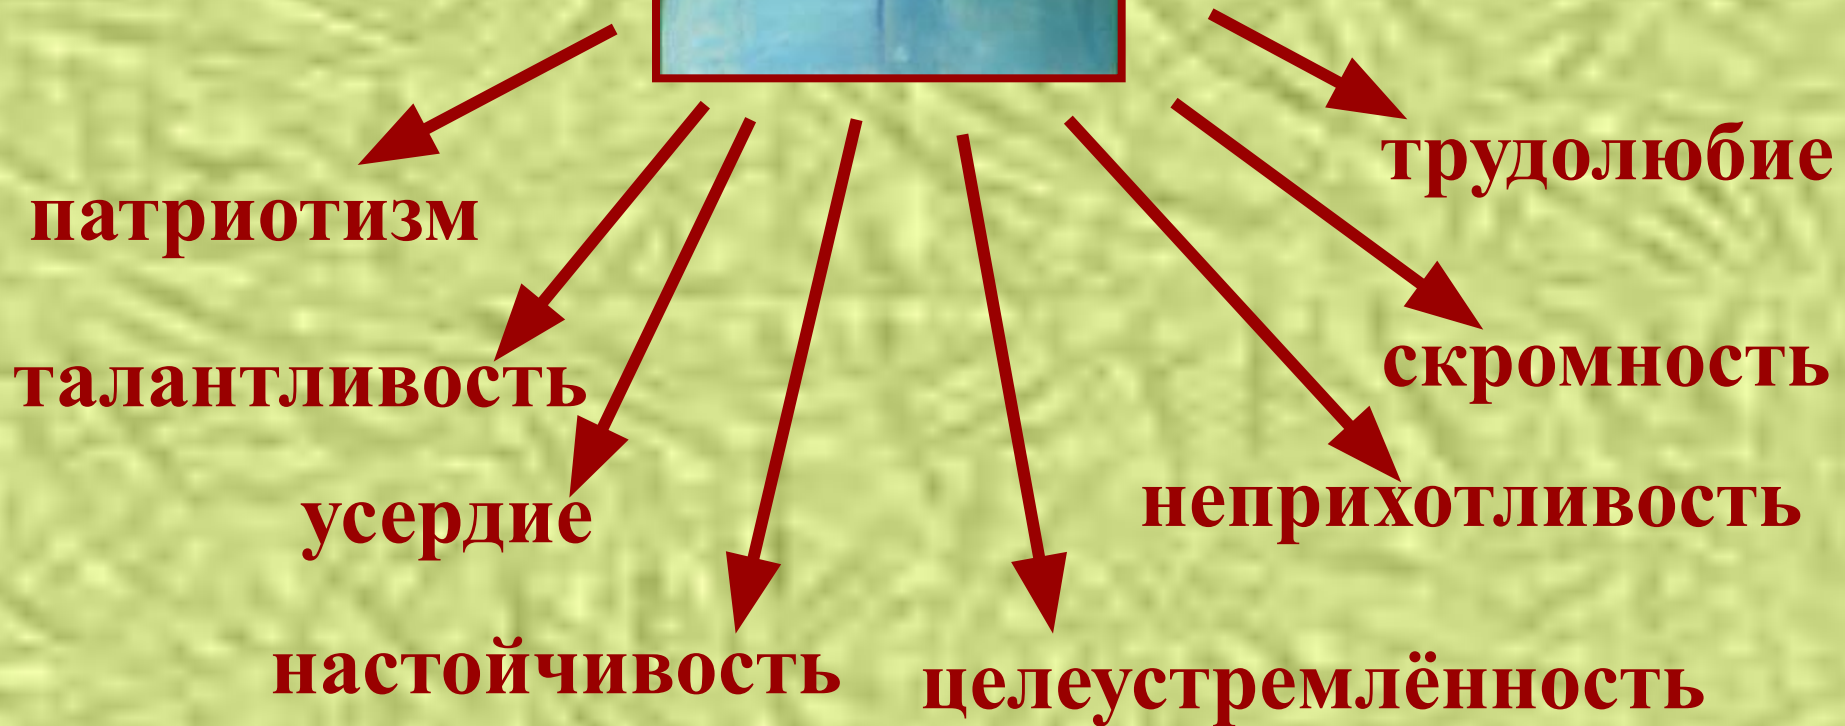 трудолюбие
патриотизм
скромность
талантливость
неприхотливость
усердие
настойчивость
целеустремлённость